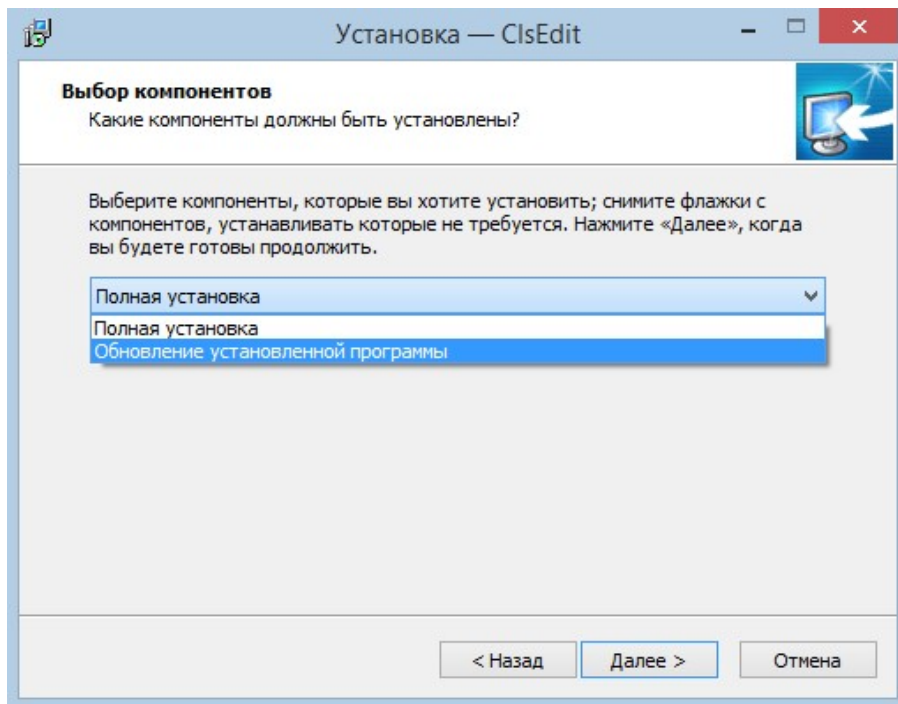 Установка — ClsEdit
Выбор компонентов
Какие компоненты должны быть установлены?
Выберите компоненты, которые вы хотите установить; снимите флажки с
компонентов, устанавливать которые не требуется. Нажмите «Далее», когда
вы будете готовы продолжить.
Полная установка
Полная установка
Обновление установленной программы
< Назад
Далее >
Отмена